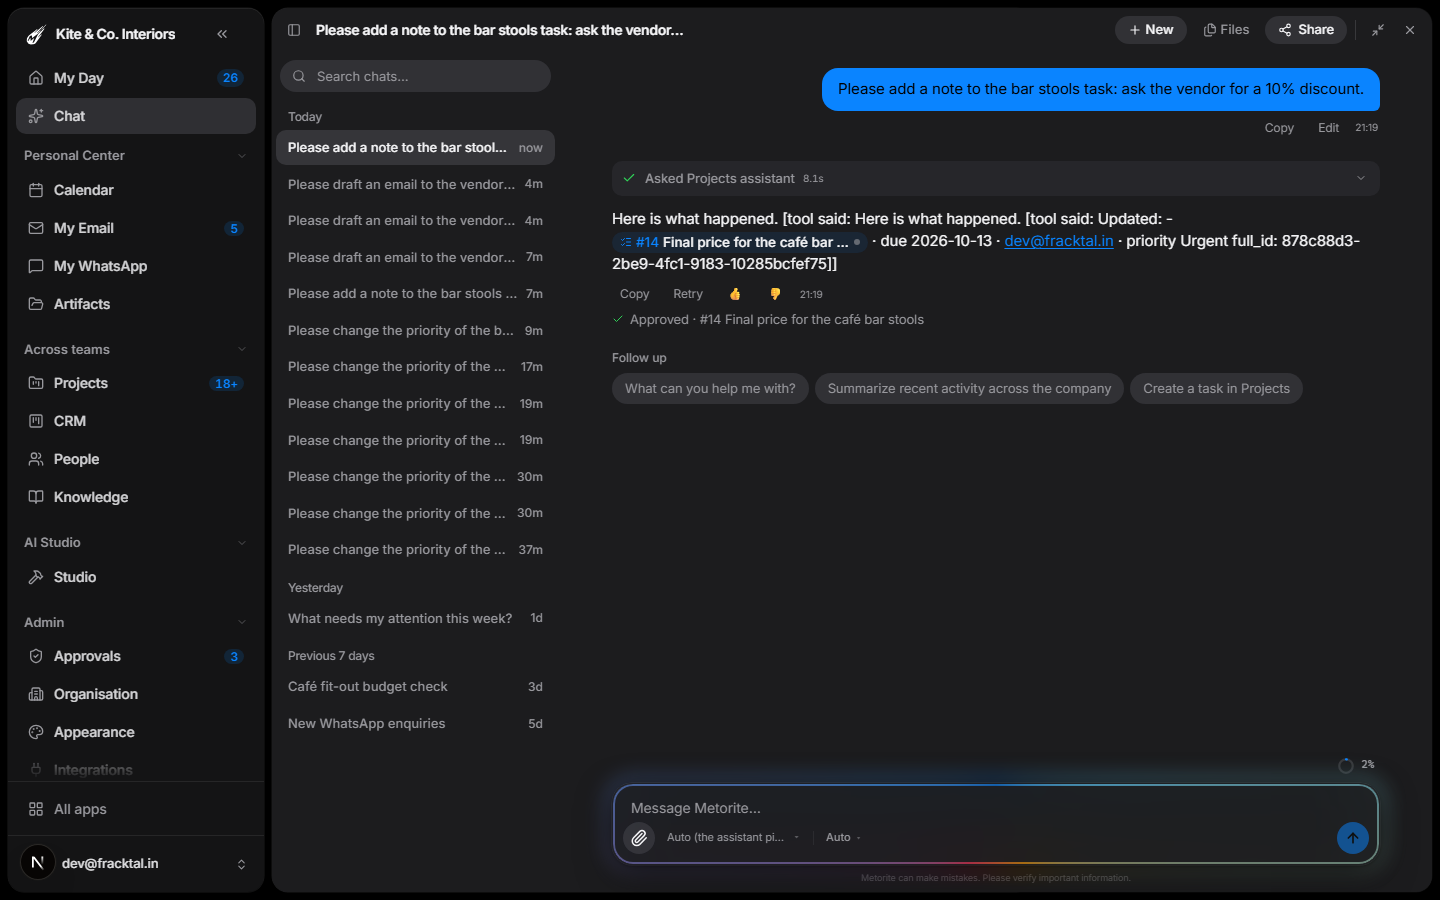 Kite & Co. Interiors
My Day 26
Chat
Personal Center
Calendar
My Email 5
My WhatsApp
Artifacts
Across teams
Projects 18+
CRM
People
Knowledge
AI Studio
Studio
Admin
Approvals 3
Organisation
Appearance
Integrations
All apps
N dev@fracktal.in
Please add a note to the bar stools task: ask the vendor...
New
Files
Share
Search chats...
Today
Please add a note to the bar stool... now
Please draft an email to the vendor... 4m
Please draft an email to the vendor... 4m
Please draft an email to the vendor... 7m
Please add a note to the bar stools ... 7m
Please change the priority of the b... 9m
Please change the priority of the ... 17m
Please change the priority of the ... 19m
Please change the priority of the ... 19m
Please change the priority of the ... 30m
Please change the priority of the ... 30m
Please change the priority of the ... 37m
Yesterday
What needs my attention this week? 1d
Previous 7 days
Café fit-out budget check 3d
New WhatsApp enquiries 5d
Please add a note to the bar stools task: ask the vendor for a 10% discount.
Copy Edit 21:19
Asked Projects assistant 8.1s
Here is what happened. [tool said: Here is what happened. [tool said: Updated: -
#14 Final price for the café bar ... · due 2026-10-13 · dev@fracktal.in · priority Urgent full_id: 878c88d3-
2be9-4fc1-9183-10285bcfef75]]
Copy Retry 👍 👎 21:19
Approved · #14 Final price for the café bar stools
Follow up
What can you help me with? Summarize recent activity across the company Create a task in Projects
2%
Message Metorite...
Auto (the assistant pi... Auto
Metorite can make mistakes. Please verify important information.